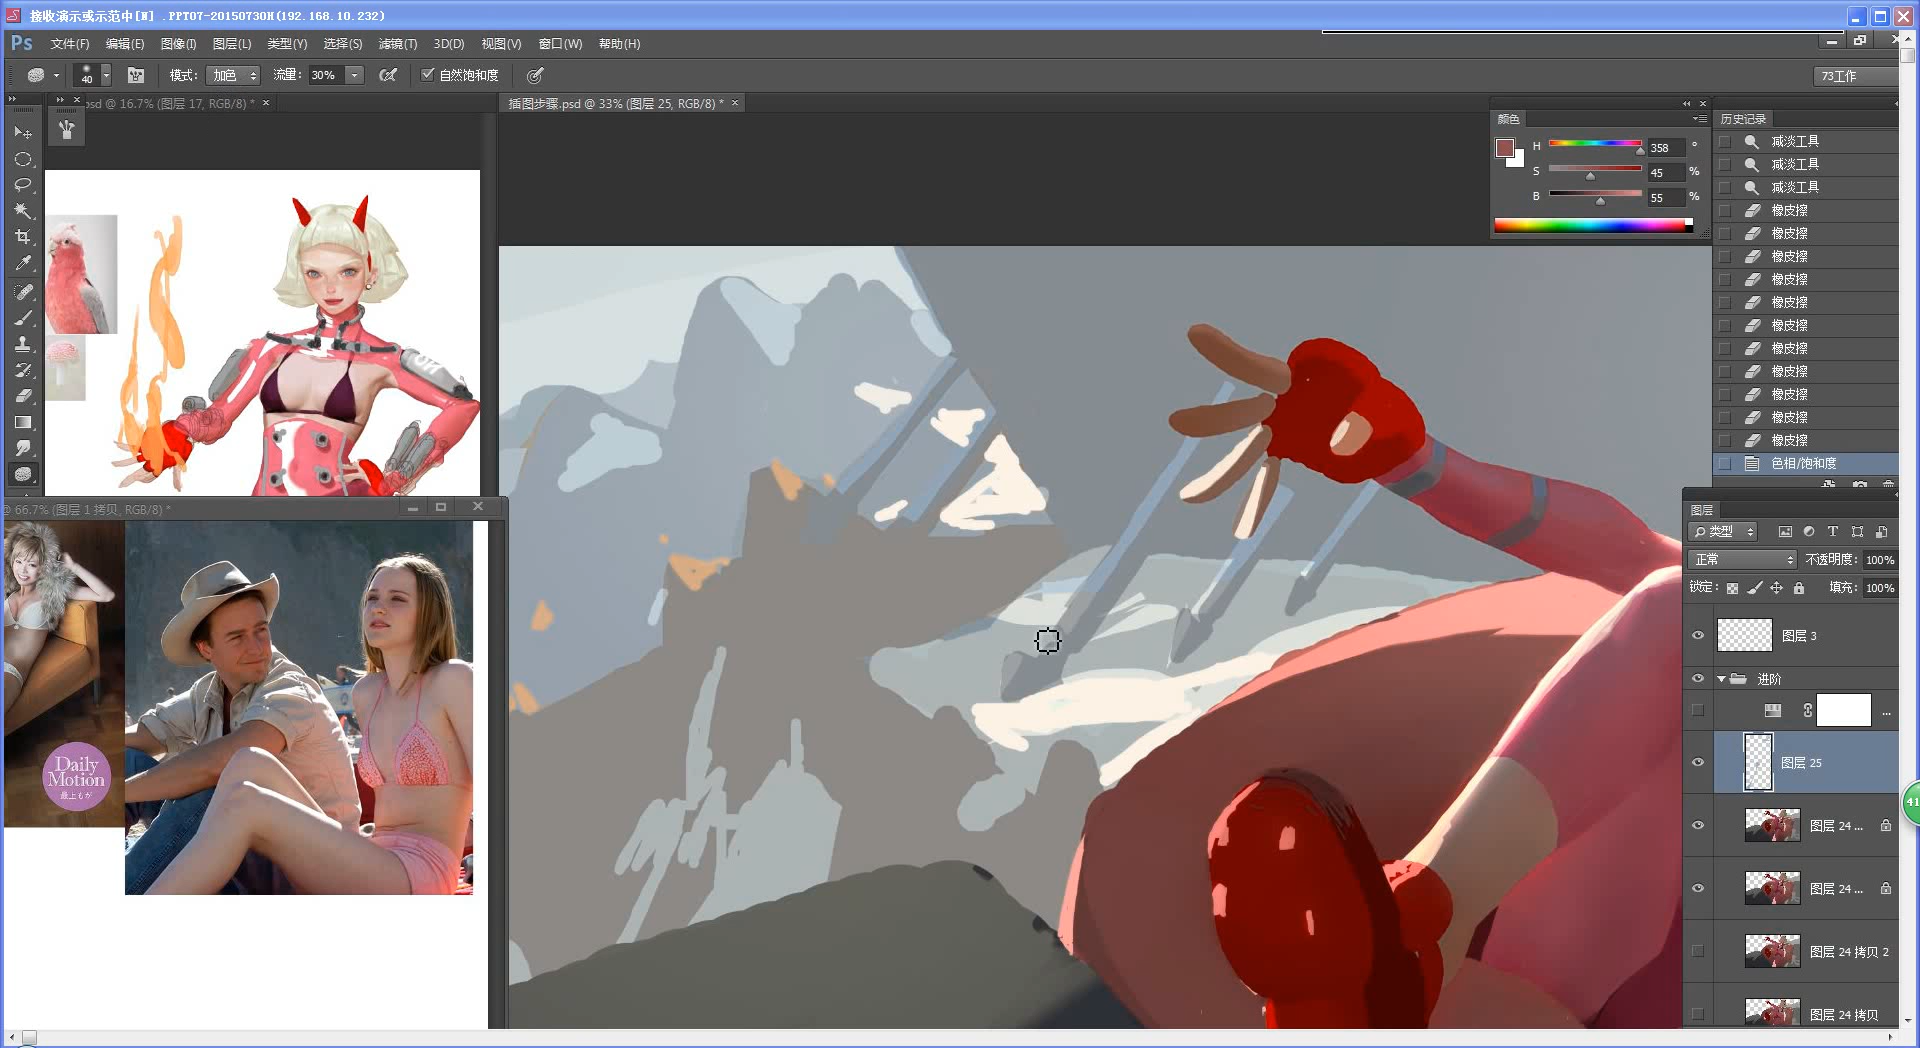 接收演示或示范中[N] .PPT07-20150730H(192.168.10.232)
Ps 文件(F) 编辑(E) 图像(I) 图层(L) 类型(Y) 选择(S) 滤镜(T) 3D(D) 视图(V) 窗口(W) 帮助(H)
40 模式: 加色 流量: 30% 自然饱和度 73工作
psd @ 16.7% (图层 17, RGB/8) * ×
插图步骤.psd @ 33% (图层 25, RGB/8) * ×
颜色
H 358 °
S 45 %
B 55 %
历史记录
减淡工具
减淡工具
减淡工具
橡皮擦
橡皮擦
橡皮擦
橡皮擦
橡皮擦
橡皮擦
橡皮擦
橡皮擦
橡皮擦
橡皮擦
橡皮擦
色相/饱和度
@ 66.7% (图层 1 拷贝, RGB/8) *
Daily
Motion
最上もが
图层
类型
正常 不透明度: 100%
锁定: 填充: 100%
图层 3
进阶
...
图层 25
图层 24 ...
图层 24 ...
图层 24 拷贝 2
图层 24 拷贝
41